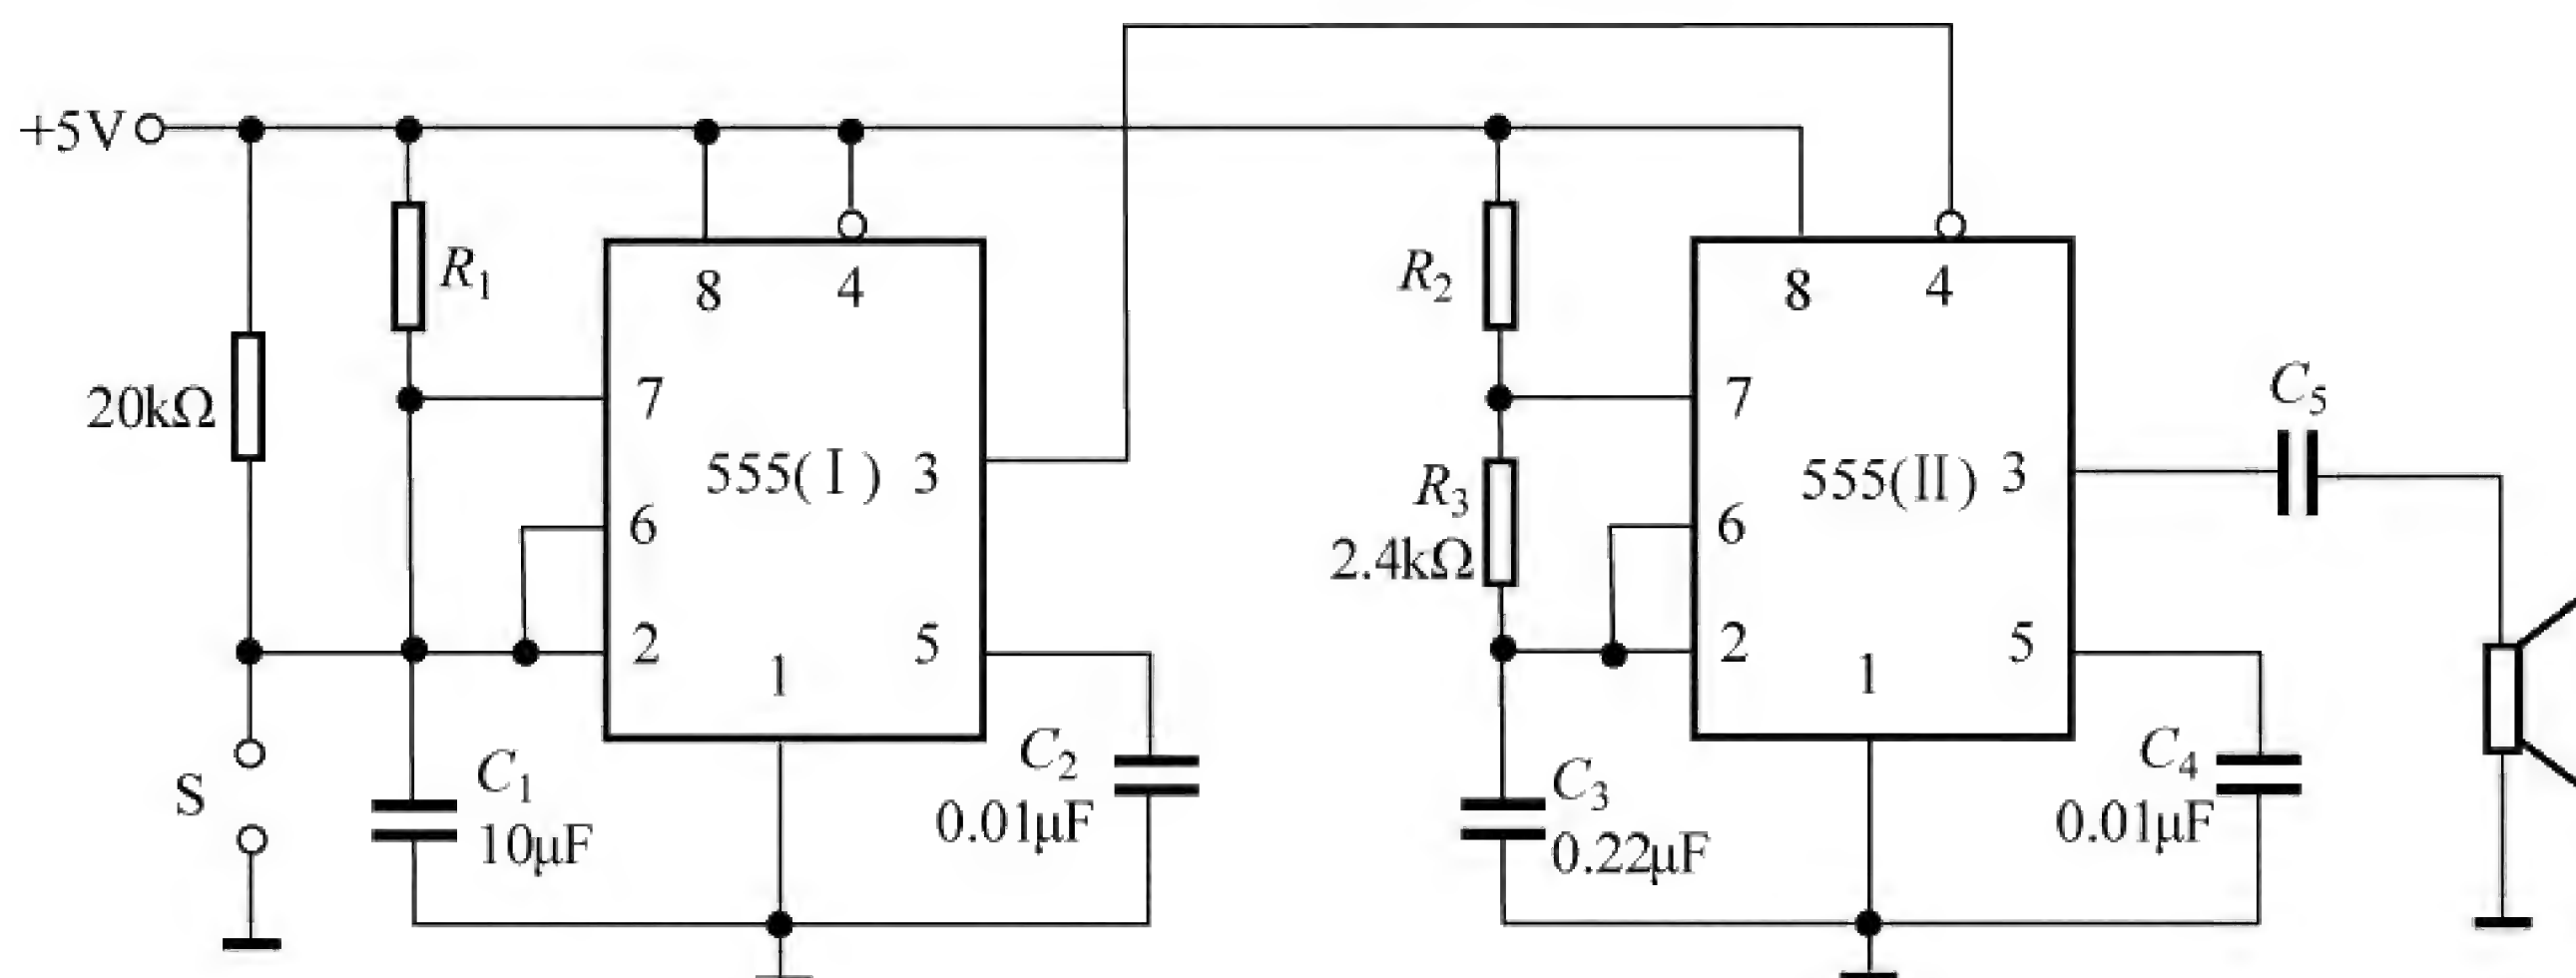 +5V
R₁
8 4
R₂
8 4
20kΩ
7
555(Ⅰ) 3
6
2 5
1
R₃
2.4kΩ
7
555(Ⅱ) 3
6
2 5
1
C₅
S
C₁
10μF
C₂
0.01μF
C₃
0.22μF
C₄
0.01μF